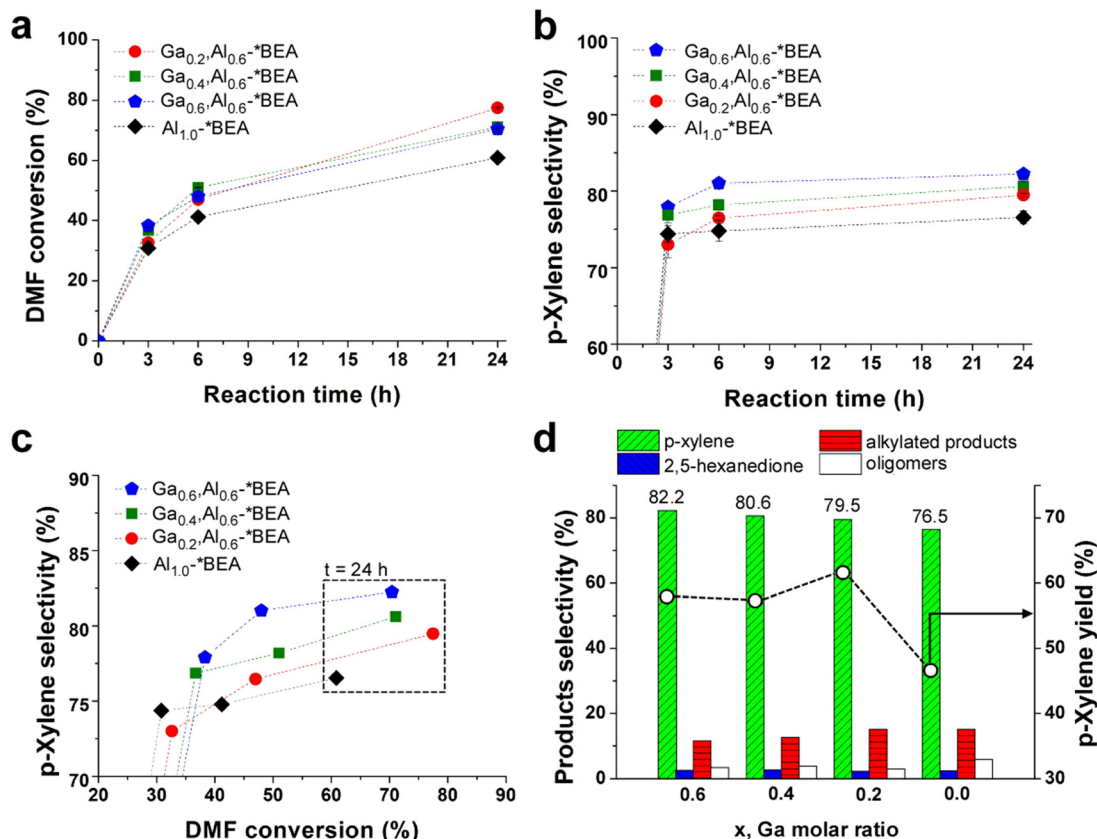 a
100
80
60
40
20
0
DMF conversion (%)
Ga0.2,Al0.6-*BEA
Ga0.4,Al0.6-*BEA
Ga0.6,Al0.6-*BEA
Al1.0-*BEA
0 3 6 9 12 15 18 21 24
Reaction time (h)
b
100
90
80
70
60
p-Xylene selectivity (%)
Ga0.6,Al0.6-*BEA
Ga0.4,Al0.6-*BEA
Ga0.2,Al0.6-*BEA
Al1.0-*BEA
0 3 6 9 12 15 18 21 24
Reaction time (h)
c
90
85
80
75
70
p-Xylene selectivity (%)
Ga0.6,Al0.6-*BEA
Ga0.4,Al0.6-*BEA
Ga0.2,Al0.6-*BEA
Al1.0-*BEA
t = 24 h
20 30 40 50 60 70 80 90
DMF conversion (%)
d
p-xylene
alkylated products
2,5-hexanedione
oligomers
80
60
40
20
0
Products selectivity (%)
82.2
80.6
79.5
76.5
70
60
50
40
30
p-Xylene yield (%)
0.6 0.4 0.2 0.0
x, Ga molar ratio